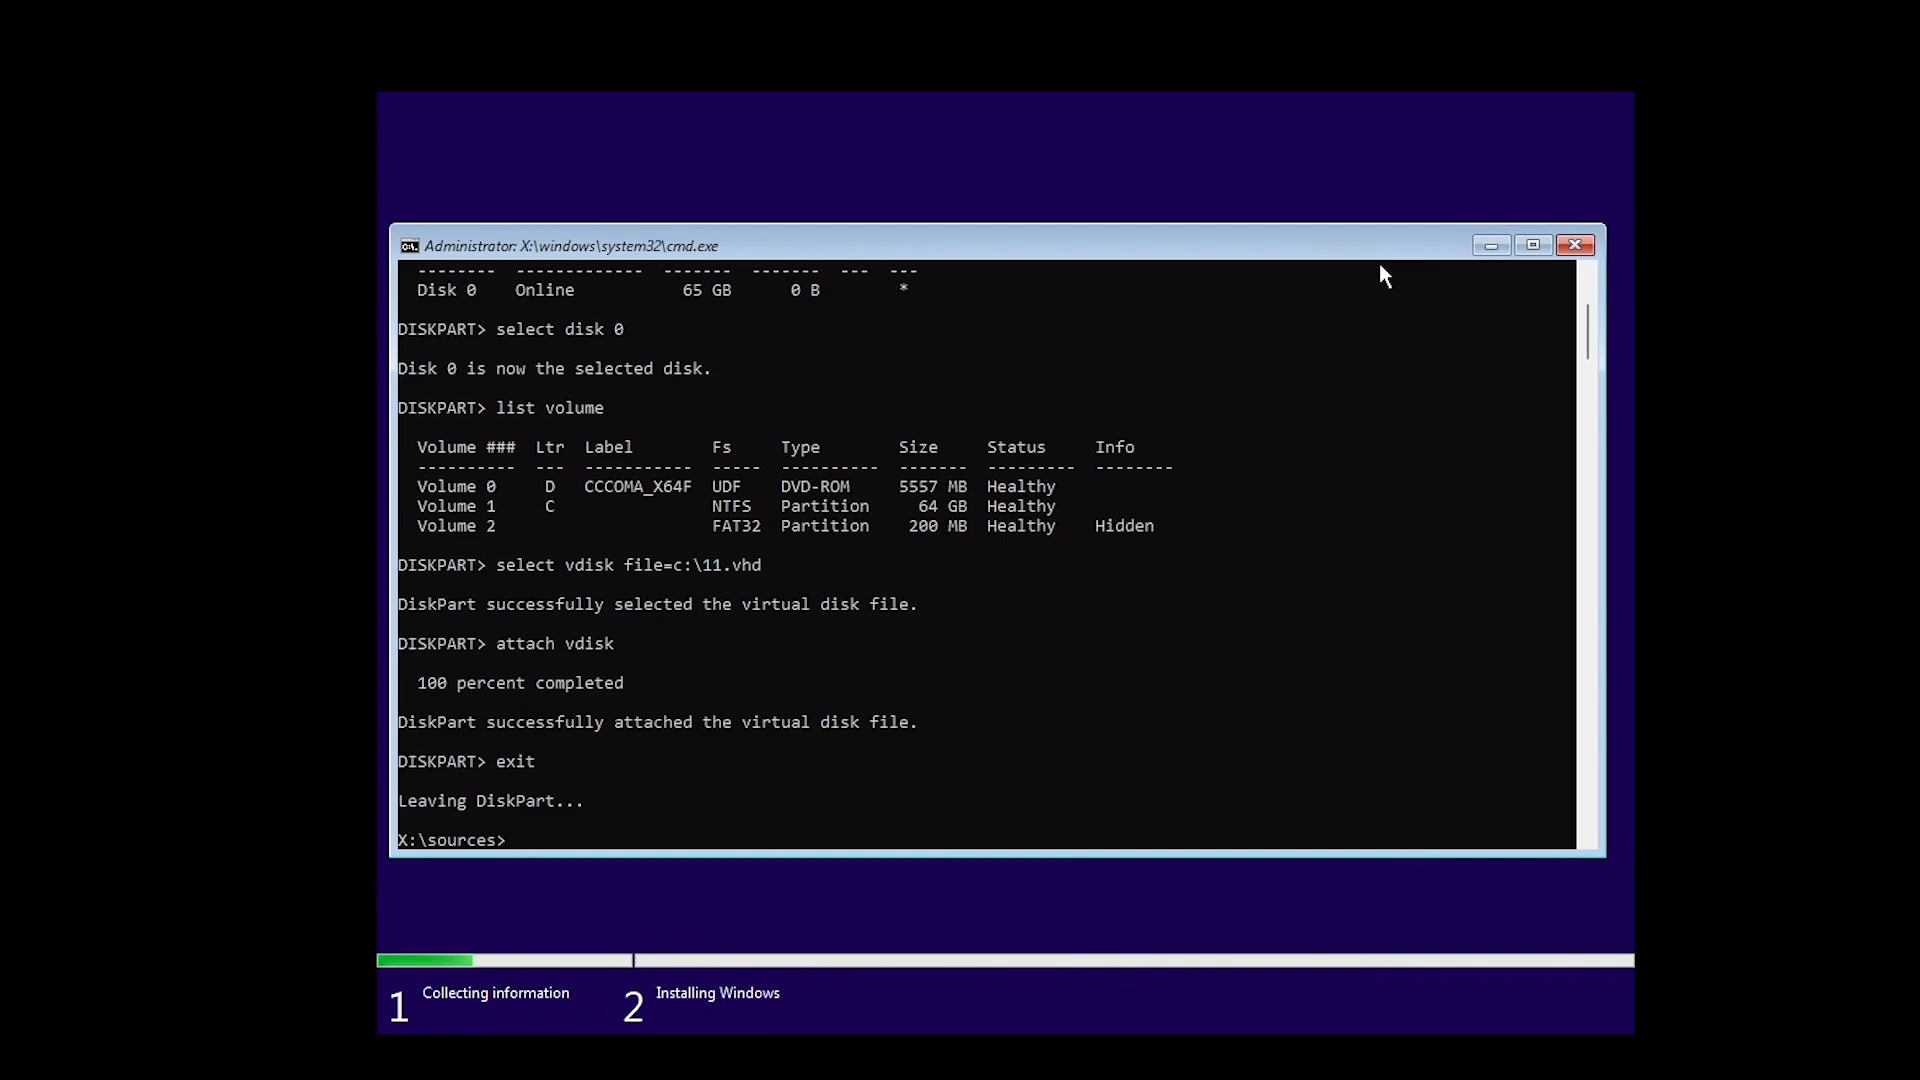 Administrator: X:\windows\system32\cmd.exe
-------- ------------- ------- ------- --- ---
Disk 0 Online 65 GB 0 B *
DISKPART> select disk 0
Disk 0 is now the selected disk.
DISKPART> list volume
Volume ### Ltr Label Fs Type Size Status Info
---------- --- ----------- ----- ---------- ------- --------- --------
Volume 0 D CCCOMA_X64F UDF DVD-ROM 5557 MB Healthy
Volume 1 C NTFS Partition 64 GB Healthy
Volume 2 FAT32 Partition 200 MB Healthy Hidden
DISKPART> select vdisk file=c:\11.vhd
DiskPart successfully selected the virtual disk file.
DISKPART> attach vdisk
100 percent completed
DiskPart successfully attached the virtual disk file.
DISKPART> exit
Leaving DiskPart...
X:\sources>
1 Collecting information 2 Installing Windows